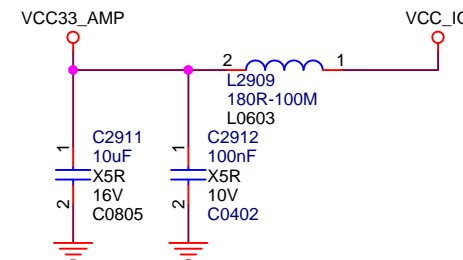 VCC33_AMP
VCC_IO
2
1
L2909
180R-100M
L0603
1
C2911
10uF
X5R
16V
C0805
2
1
C2912
100nF
X5R
10V
C0402
2